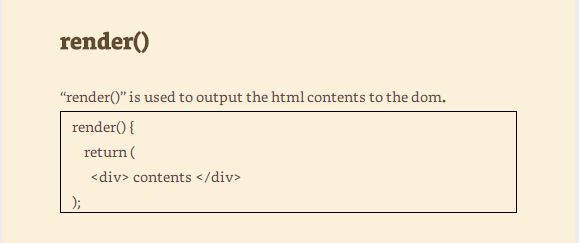 render()
“render()” is used to output the html contents to the dom.
render() {
return (
<div> contents </div>
);